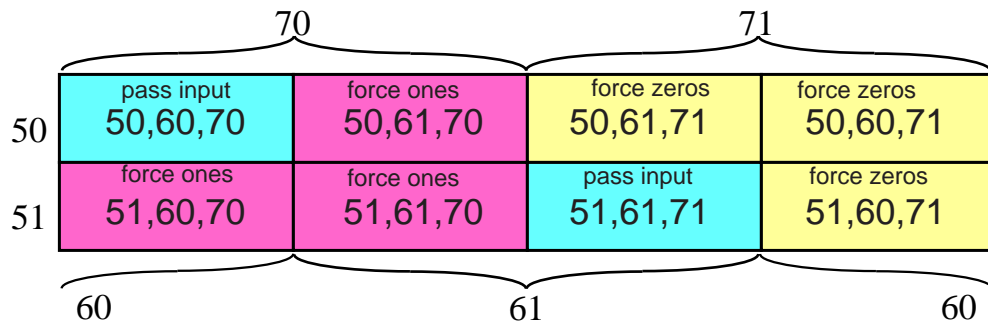 70 71
pass input force ones force zeros force zeros
50 50,60,70 50,61,70 50,61,71 50,60,71
force ones force ones pass input force zeros
51 51,60,70 51,61,70 51,61,71 51,60,71
60 61 60